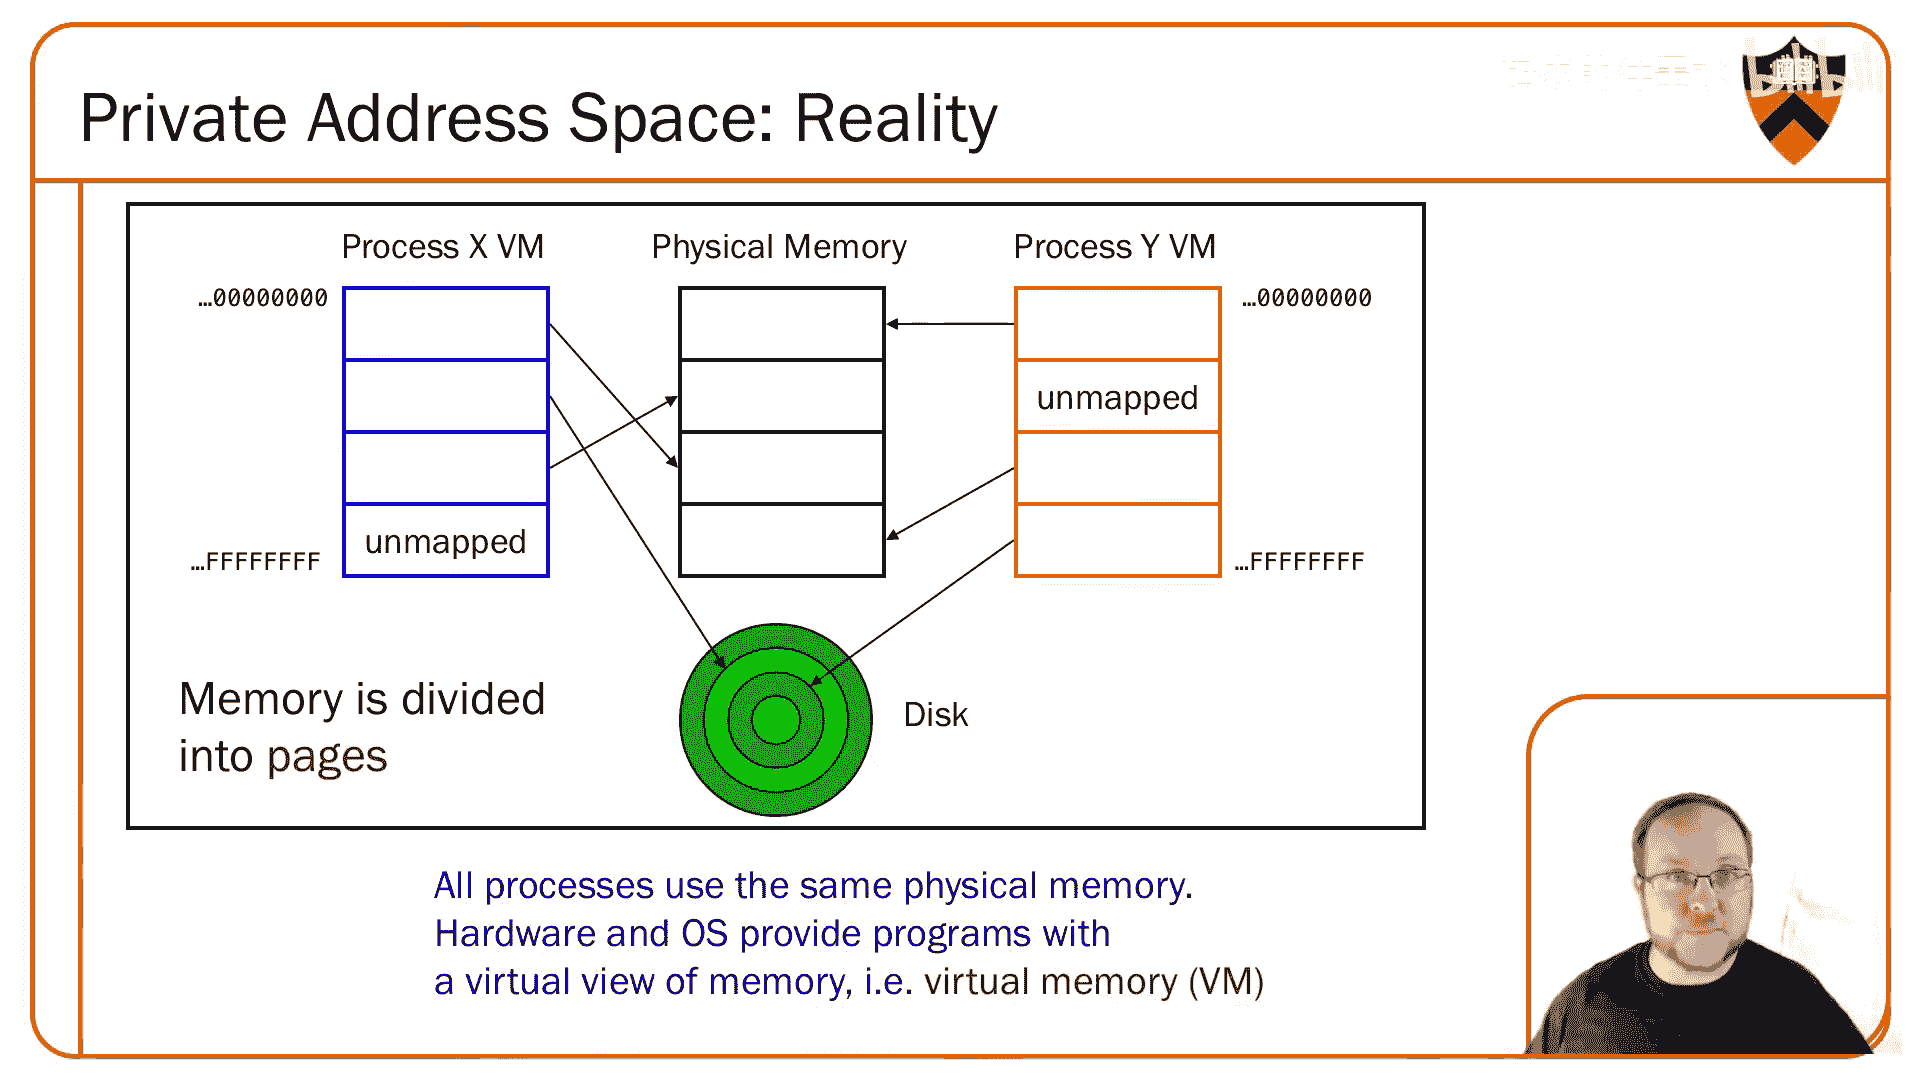 Private Address Space: Reality
Process X VM
Physical Memory
Process Y VM
…00000000
…00000000
unmapped
unmapped
…FFFFFFFF
…FFFFFFFF
Memory is divided
into pages
Disk
All processes use the same physical memory.
Hardware and OS provide programs with
a virtual view of memory, i.e. virtual memory (VM)